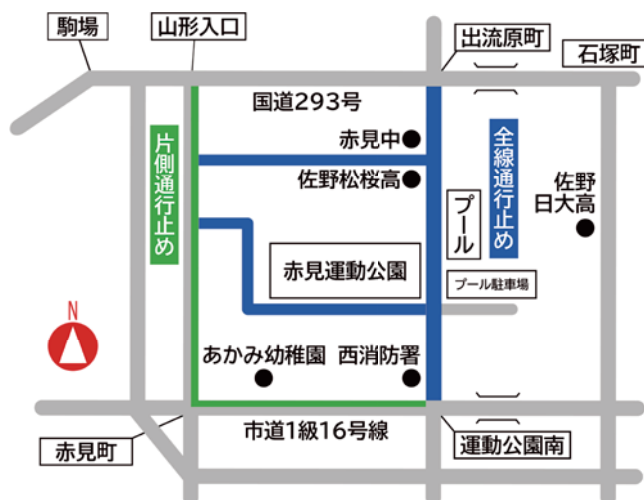 駒場
山形入口
出流原町
石塚町
国道293号
片側通行止め
赤見中
佐野松桜高
全線通行止め
佐野
日大高
プール
赤見運動公園
プール駐車場
N
あかみ幼稚園
西消防署
赤見町
市道1級16号線
運動公園南